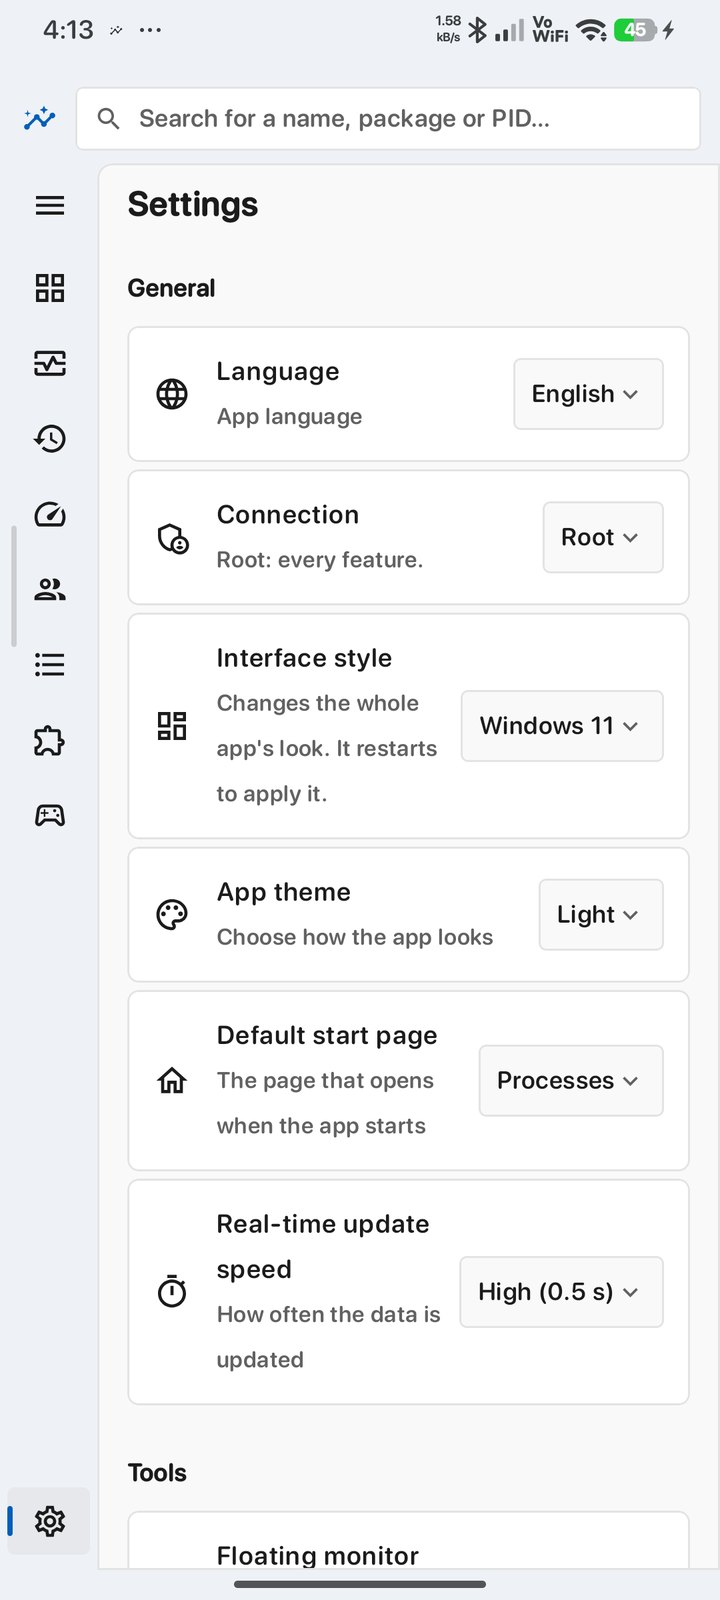 4:13
1.58
kB/s
Vo
WiFi
45
Search for a name, package or PID...
Settings
General
Language
App language
English
Connection
Root: every feature.
Root
Interface style
Changes the whole
app's look. It restarts
to apply it.
Windows 11
App theme
Choose how the app looks
Light
Default start page
The page that opens
when the app starts
Processes
Real-time update
speed
How often the data is
updated
High (0.5 s)
Tools
Floating monitor